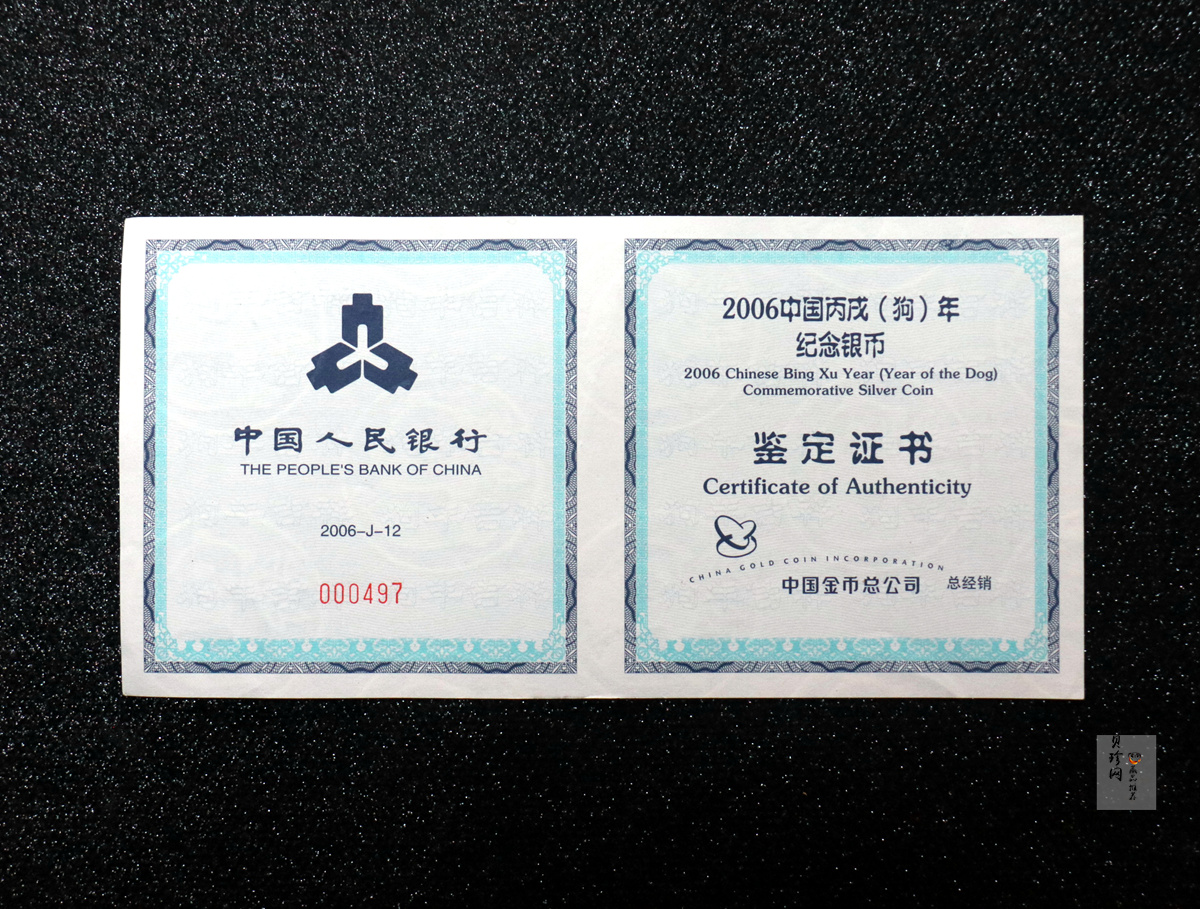 中国人民银行
THE PEOPLE'S BANK OF CHINA
2006-J-12
000497
2006中国丙戌（狗）年
纪念银币
2006 Chinese Bing Xu Year (Year of the Dog)
Commemorative Silver Coin
鉴定证书
Certificate of Authenticity
CHINA GOLD COIN INCORPORATION
中国金币总公司 总经销